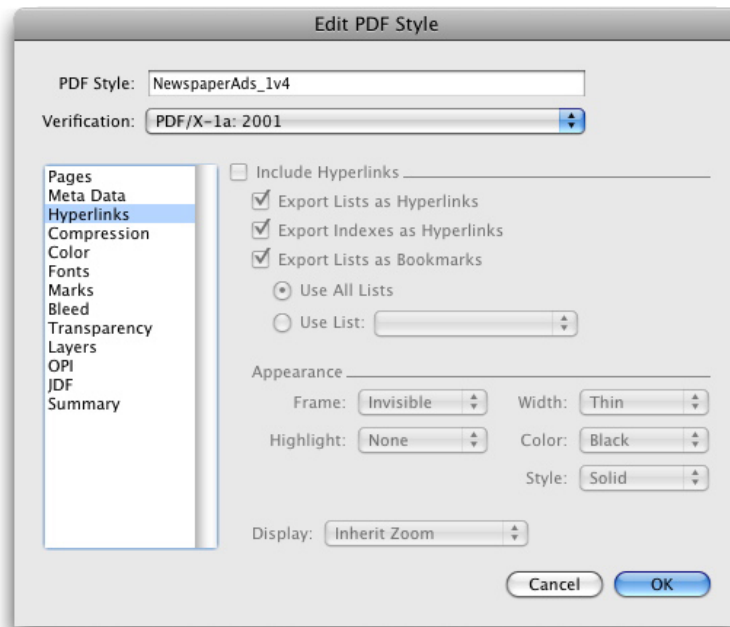 Edit PDF Style
PDF Style: NewspaperAds_1v4
Verification: PDF/X-1a: 2001
Pages
Meta Data
Hyperlinks
Compression
Color
Fonts
Marks
Bleed
Transparency
Layers
OPI
JDF
Summary
Include Hyperlinks
Export Lists as Hyperlinks
Export Indexes as Hyperlinks
Export Lists as Bookmarks
Use All Lists
Use List:
Appearance
Frame: Invisible Width: Thin
Highlight: None Color: Black
Style: Solid
Display: Inherit Zoom
Cancel OK